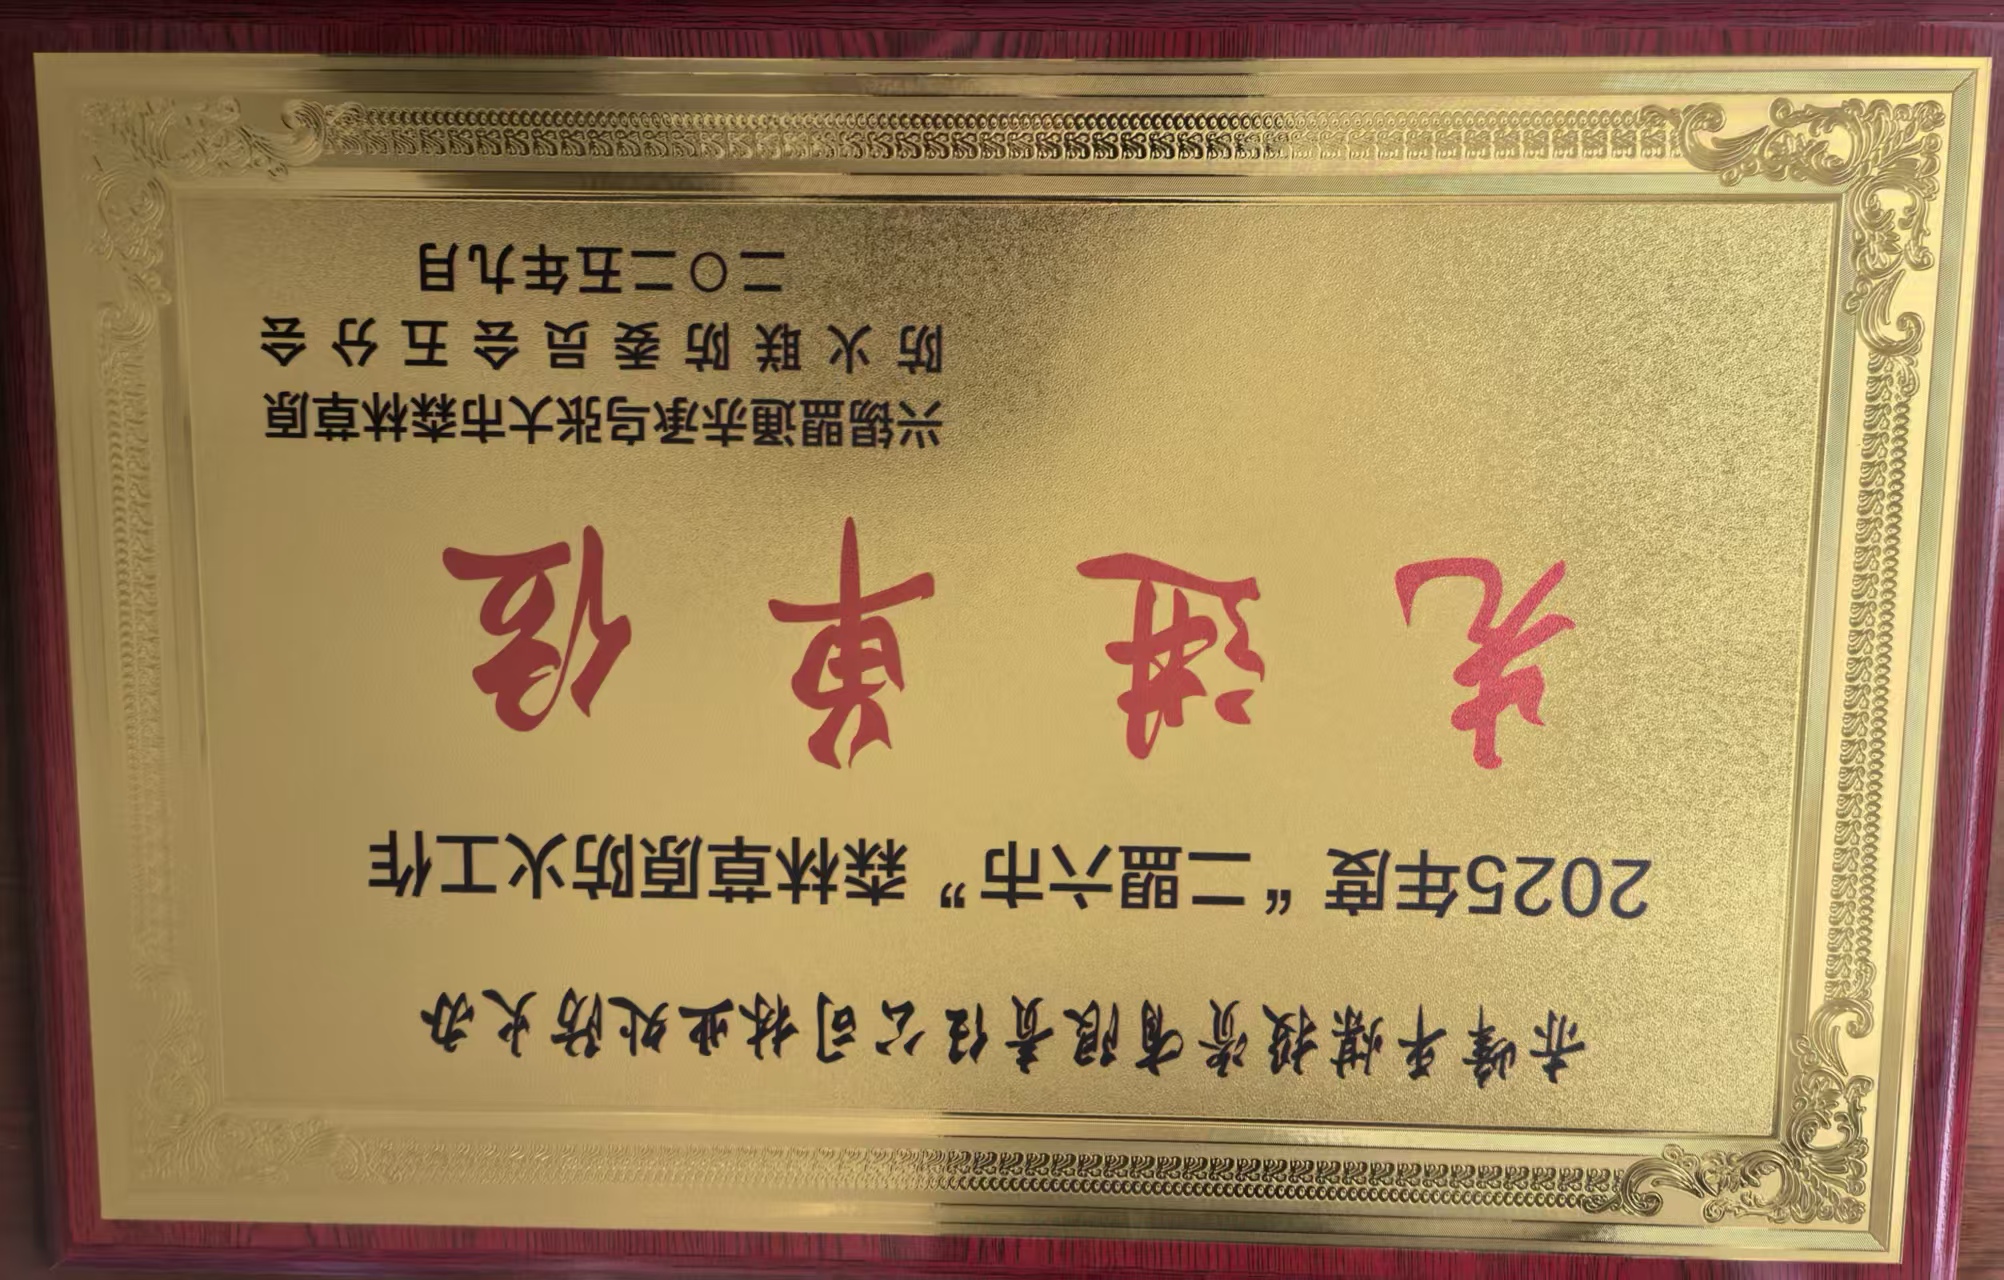 赤峰平煤投资有限责任公司林业处防火办
2025年度“二盟六市”森林草原防火工作
先进单位
兴锡盟通赤承乌张大市森林草原
防火联防委员会五分会
二〇二五年九月